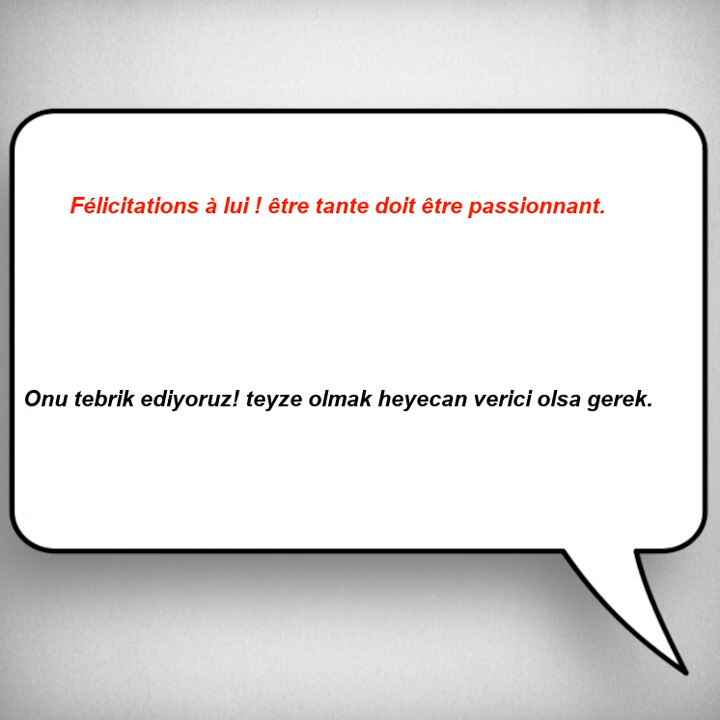 Félicitations à lui ! être tante doit être passionnant.
Onu tebrik ediyoruz! teyze olmak heyecan verici olsa gerek.